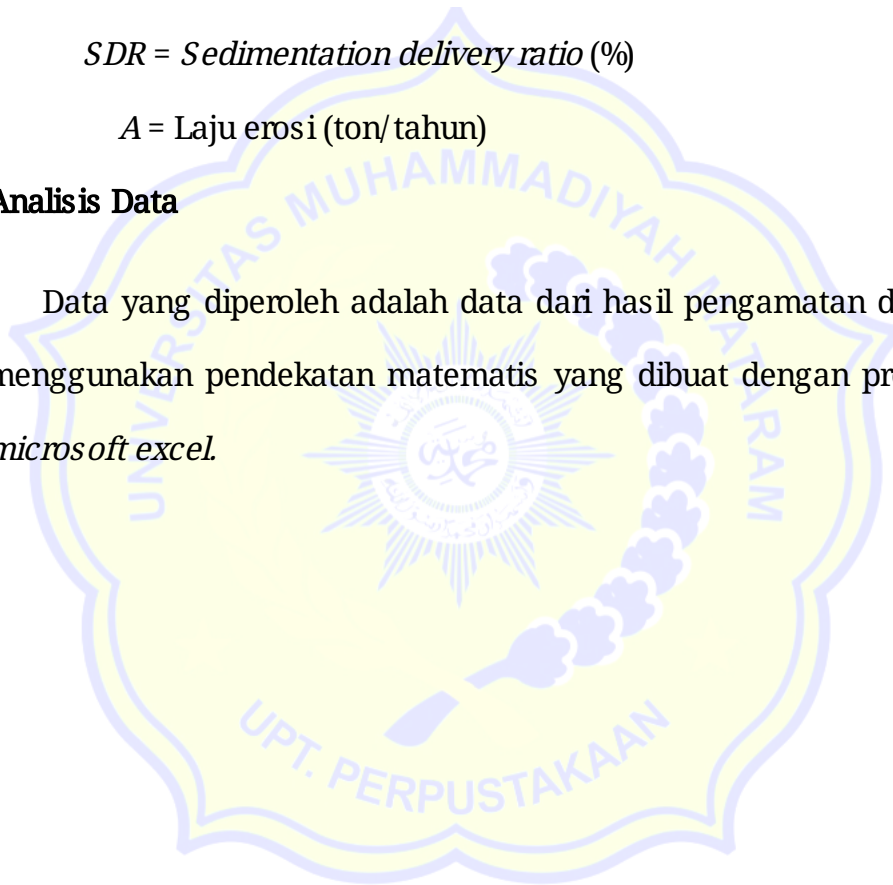 SDR = Sedimentation delivery ratio (%)
A = Laju erosi (ton/tahun)
Analisis Data
Data yang diperoleh adalah data dari hasil pengamatan d
menggunakan pendekatan matematis yang dibuat dengan pr
microsoft excel.
UNIVERSITAS MUHAMMADIYAH MATARAM
UPT. PERPUSTAKAAN